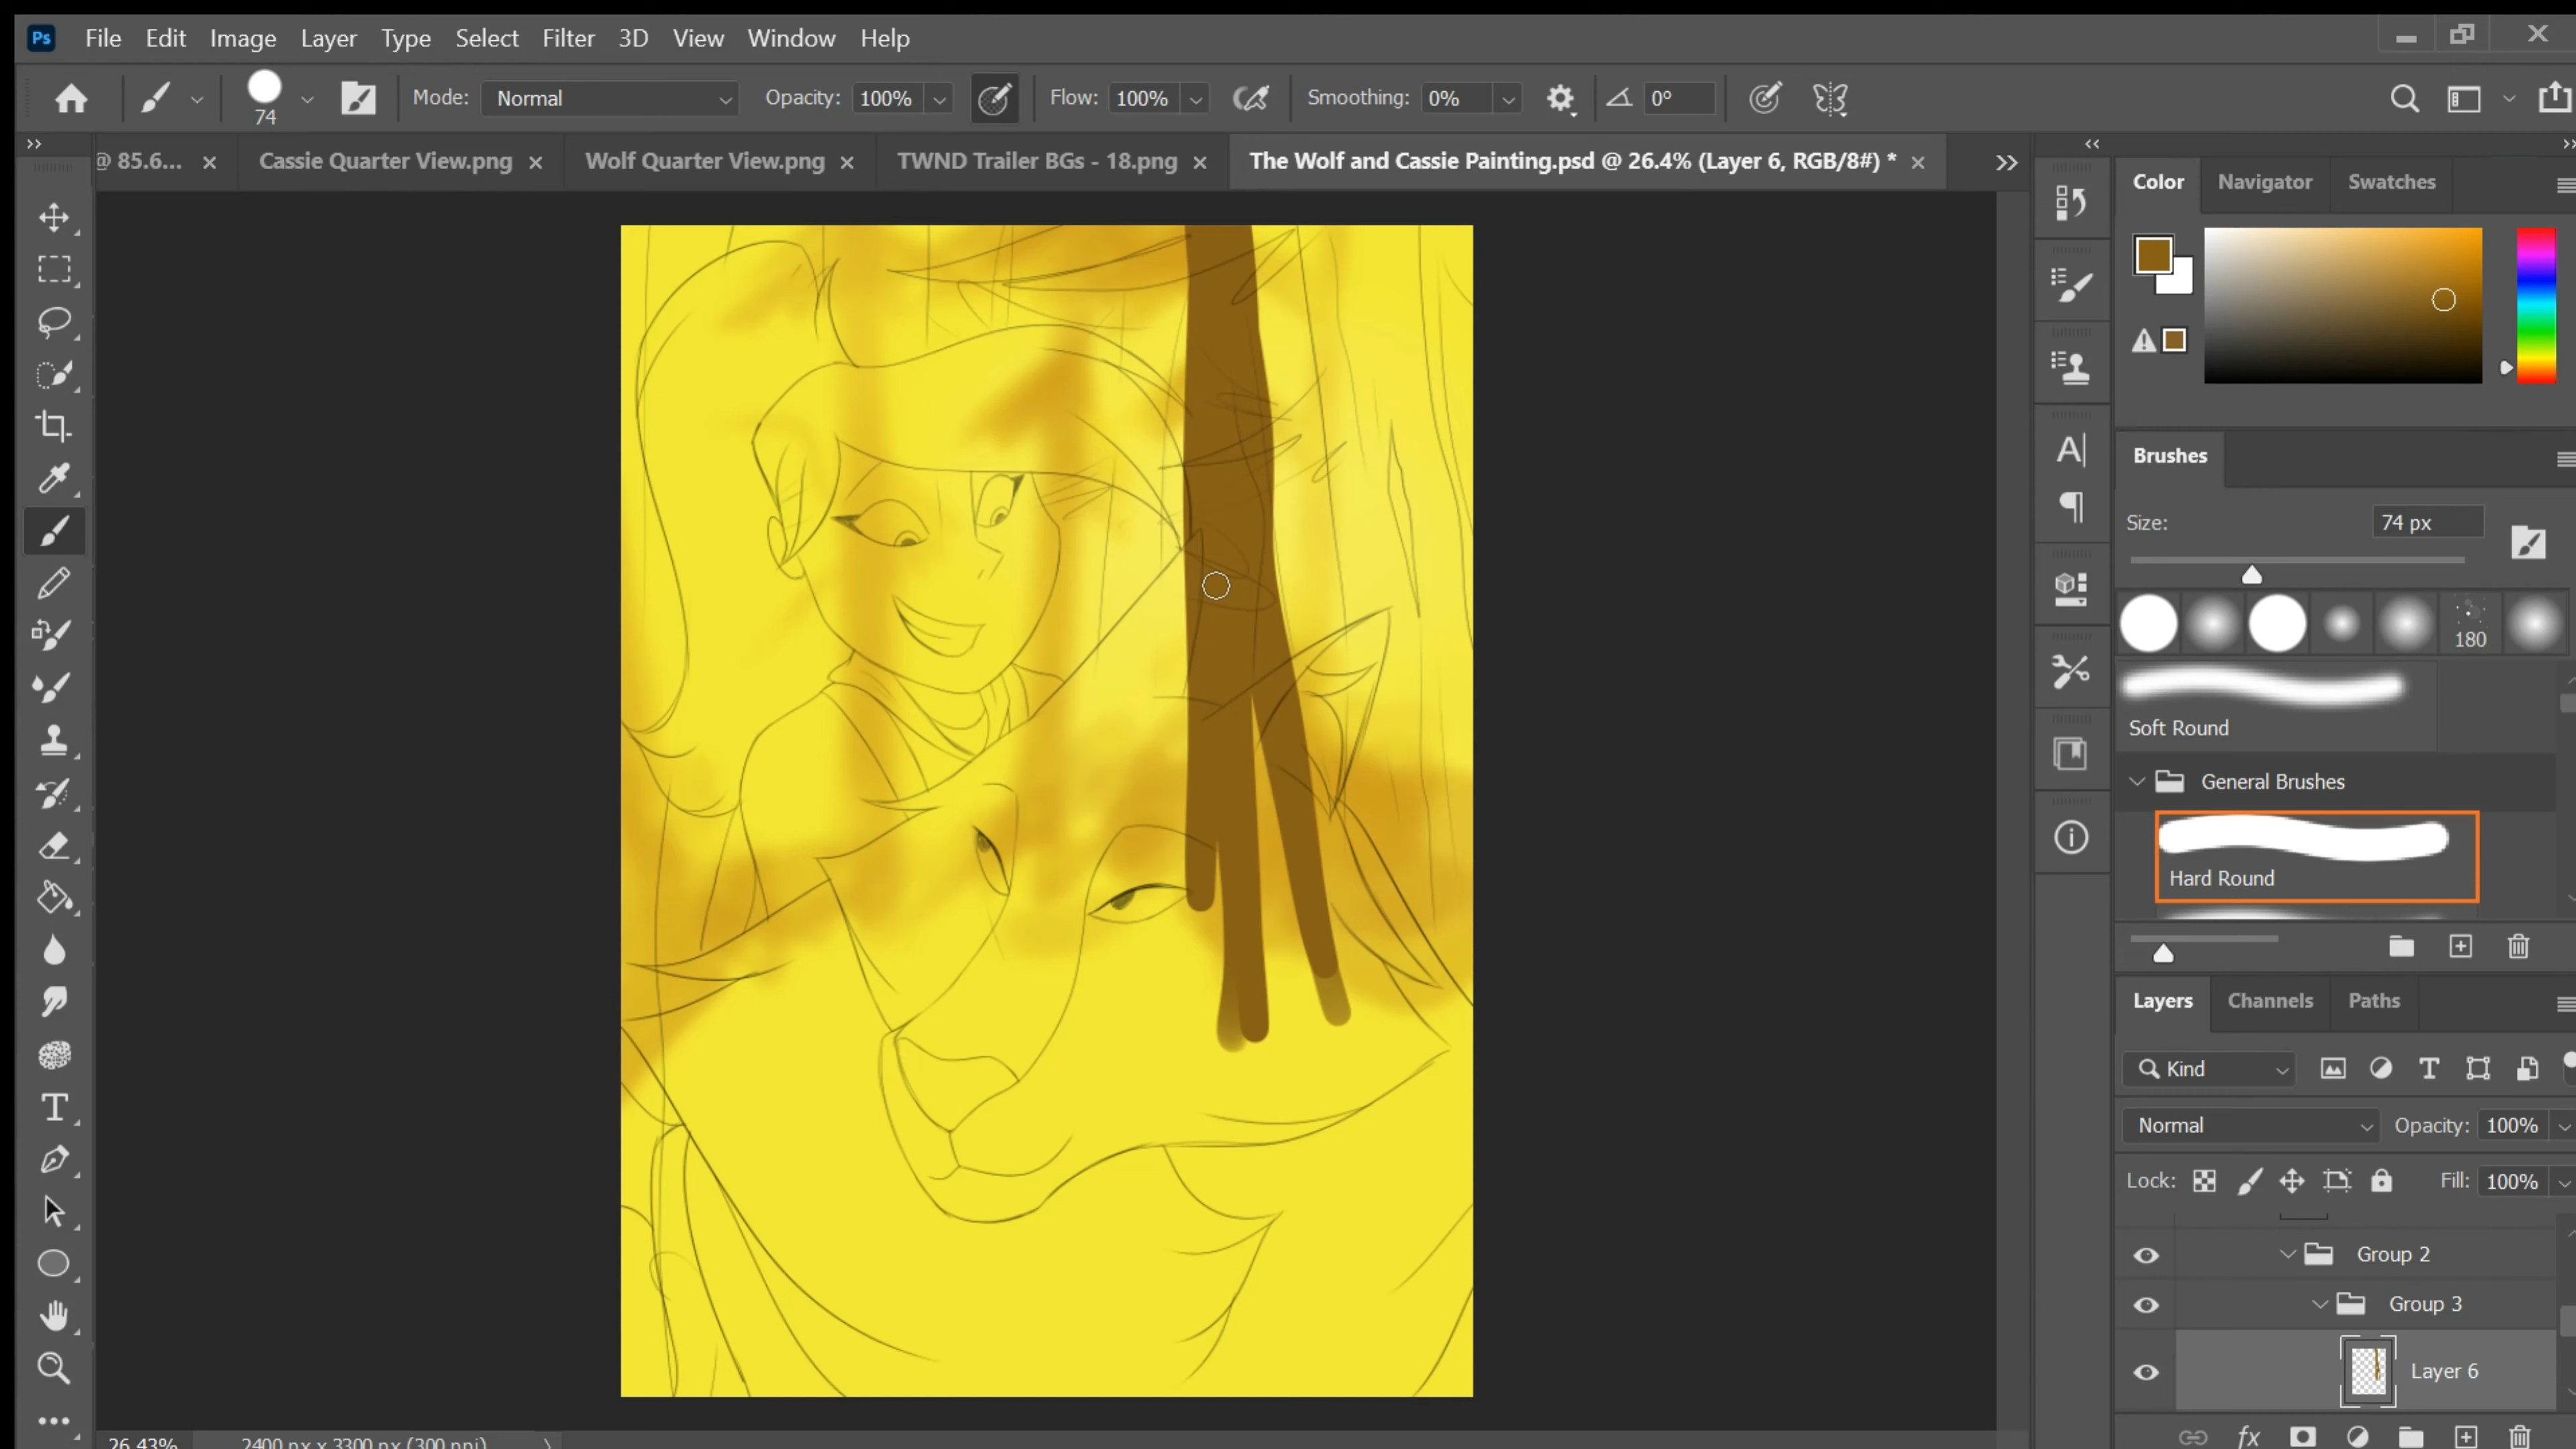 Ps File Edit Image Layer Type Select Filter 3D View Window Help
74 Mode: Normal Opacity: 100% Flow: 100% Smoothing: 0% 0°
@ 85.6... × Cassie Quarter View.png × Wolf Quarter View.png × TWND Trailer BGs - 18.png × The Wolf and Cassie Painting.psd @ 26.4% (Layer 6, RGB/8#) * ×
Color Navigator Swatches
Brushes
Size: 74 px
180
Soft Round
General Brushes
Hard Round
Layers Channels Paths
Kind
Normal Opacity: 100%
Lock: Fill: 100%
Group 2
Group 3
Layer 6
fx
26.43% 2400 px x 3300 px (300 ppi)